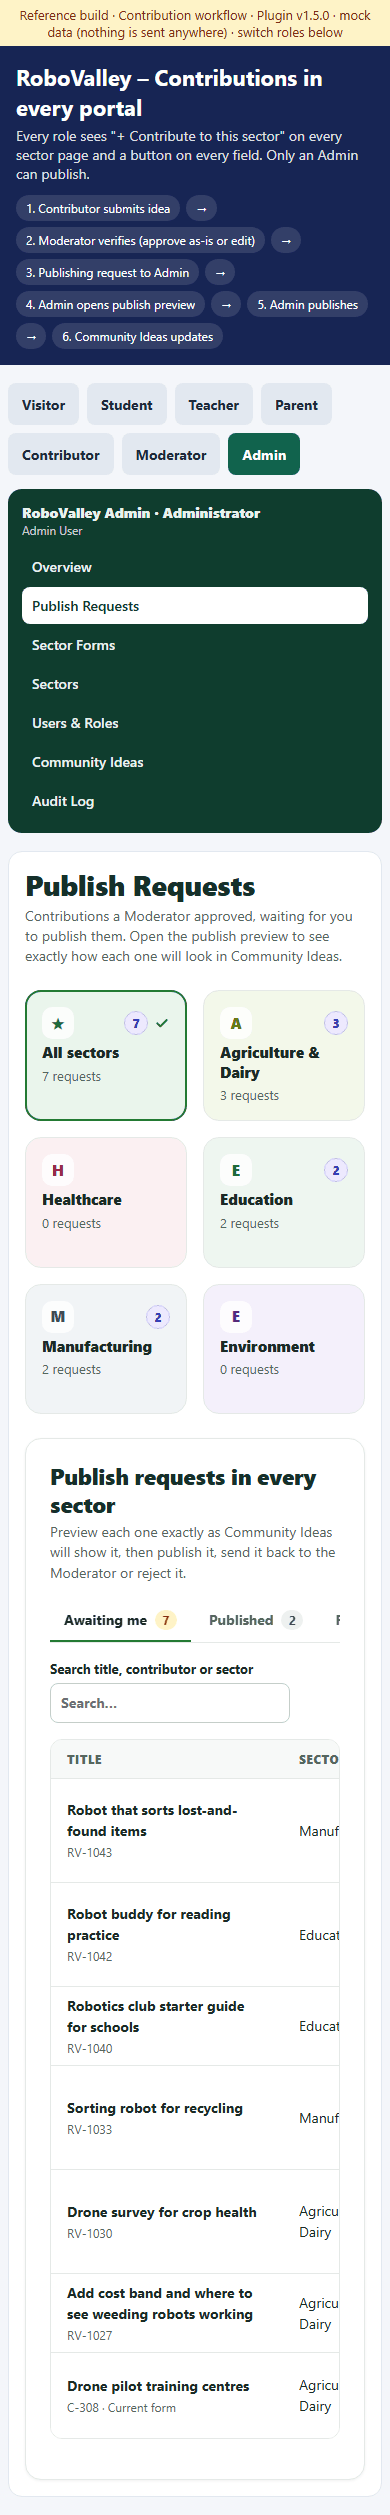 Reference build · Contribution workflow · Plugin v1.5.0 · mock
data (nothing is sent anywhere) · switch roles below
RoboValley – Contributions in
every portal
Every role sees "+ Contribute to this sector" on every
sector page and a button on every field. Only an Admin
can publish.
1. Contributor submits idea →
2. Moderator verifies (approve as-is or edit) →
3. Publishing request to Admin →
4. Admin opens publish preview → 5. Admin publishes
→ 6. Community Ideas updates
Visitor Student Teacher Parent
Contributor Moderator Admin
RoboValley Admin · Administrator
Admin User
Overview
Publish Requests
Sector Forms
Sectors
Users & Roles
Community Ideas
Audit Log
Publish Requests
Contributions a Moderator approved, waiting for you
to publish them. Open the publish preview to see
exactly how each one will look in Community Ideas.
★ 7 ✓
All sectors
7 requests
A 3
Agriculture &
Dairy
3 requests
H
Healthcare
0 requests
E 2
Education
2 requests
M 2
Manufacturing
2 requests
E
Environment
0 requests
Publish requests in every
sector
Preview each one exactly as Community Ideas
will show it, then publish it, send it back to the
Moderator or reject it.
Awaiting me 7 Published 2
Search title, contributor or sector
Search...
TITLE SECTO
Robot that sorts lost-and-
found items
RV-1043
Manuf
Robot buddy for reading
practice
RV-1042
Educat
Robotics club starter guide
for schools
RV-1040
Educat
Sorting robot for recycling
RV-1033
Manuf
Drone survey for crop health
RV-1030
Agricu
Dairy
Add cost band and where to
see weeding robots working
RV-1027
Agricu
Dairy
Drone pilot training centres
C-308 · Current form
Agricu
Dairy